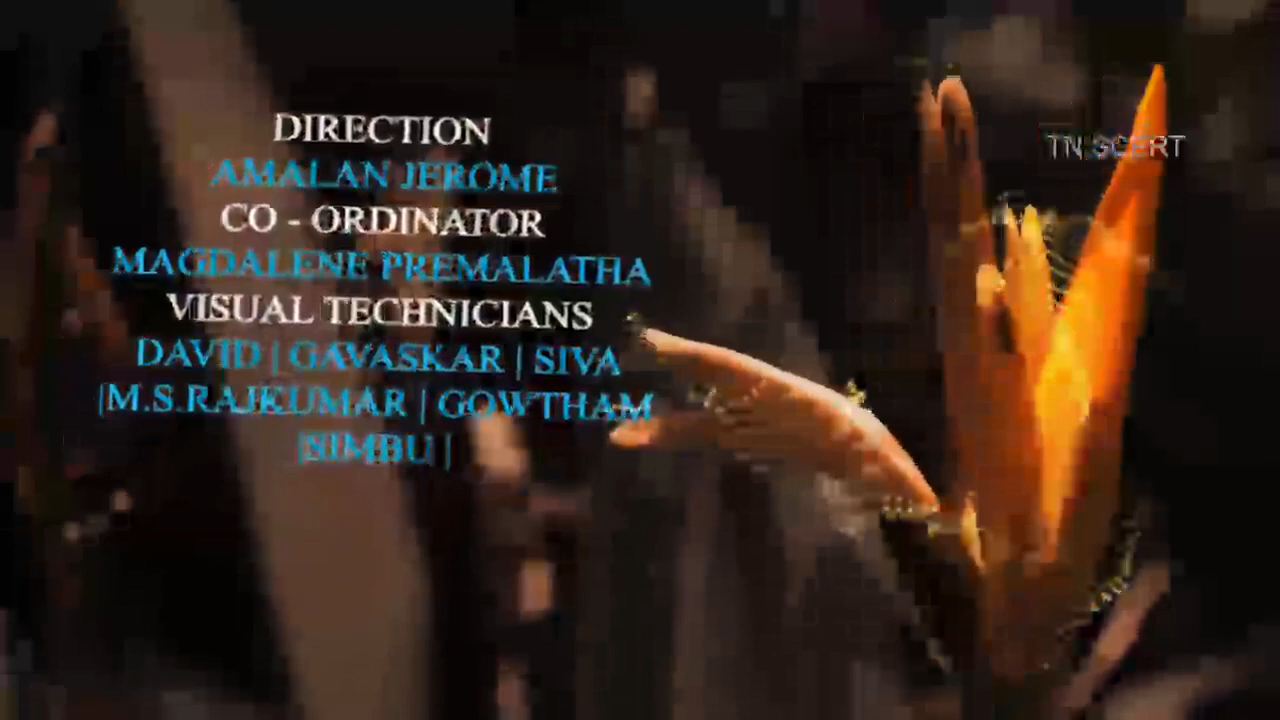 DIRECTION
AMALAN JEROME
CO - ORDINATOR
MAGDALENE PREMALATHA
VISUAL TECHNICIANS
DAVID | GAVASKAR | SIVA
|M.S.RAJKUMAR | GOWTHAM
|SIMBU |
TN SCERT